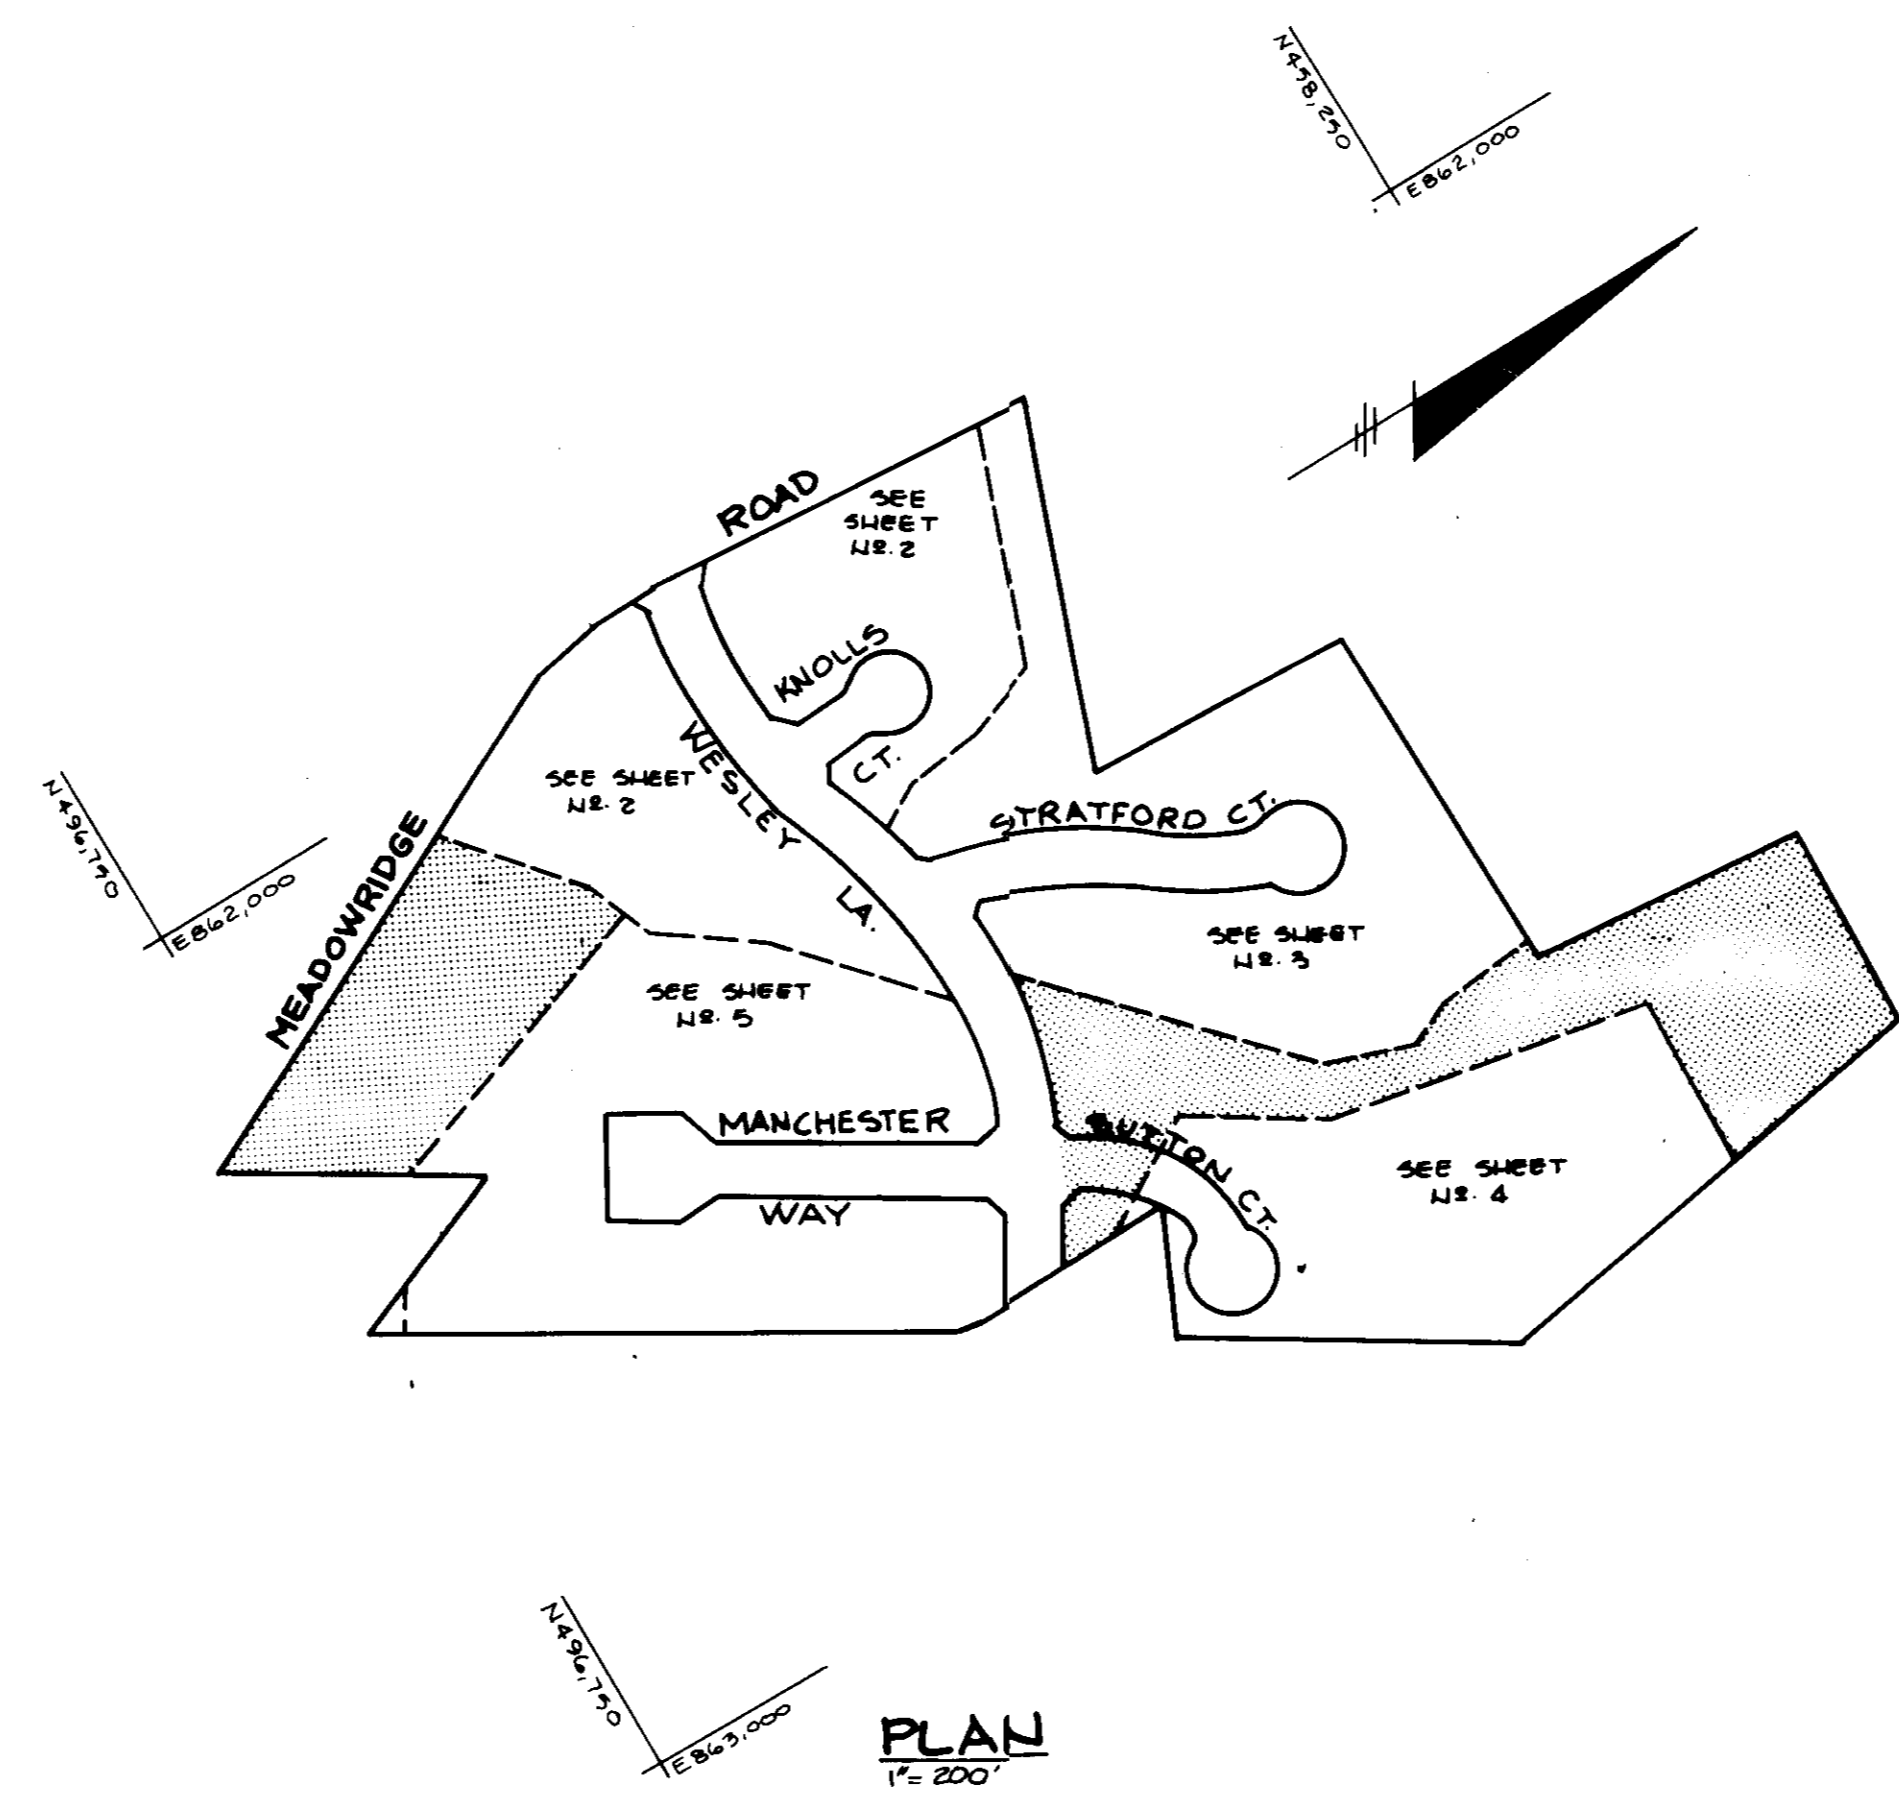 N458,250
E862,000
ROAD
SEE
SHEET
Nº. 2
KNOLLS
CT.
WESLEY
LA.
SEE SHEET
Nº. 2
STRATFORD CT.
N496,750
E862,000
MEADOWRIDGE
SEE SHEET
Nº. 3
SEE SHEET
Nº. 5
MANCHESTER
WAY
SUTTON CT.
SEE SHEET
Nº. 4
N496,750
E863,000
PLAN
1"= 200'